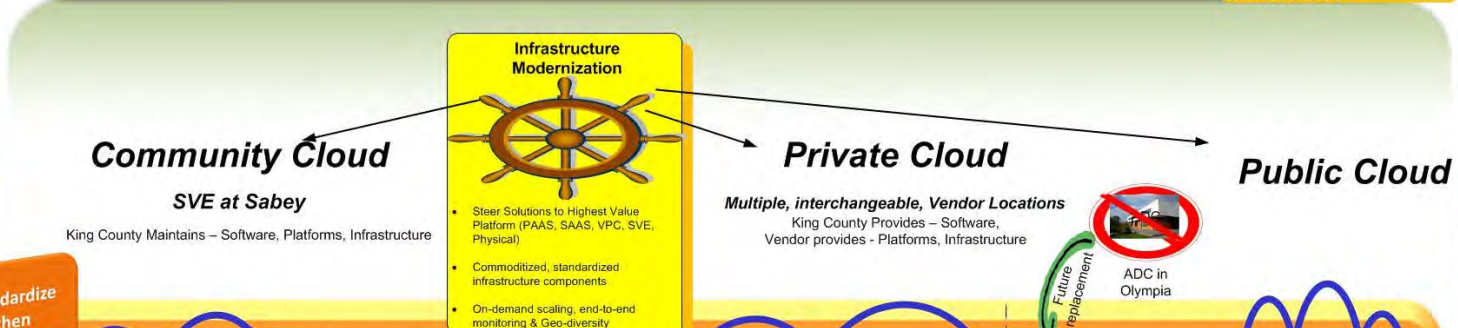 Infrastructure
Modernization
Community Cloud
SVE at Sabey
King County Maintains – Software, Platforms, Infrastructure
• Steer Solutions to Highest Value
Platform (PAAS, SAAS, VPC, SVE,
Physical)
• Commoditized, standardized
infrastructure components
• On-demand scaling, end-to-end
monitoring & Geo-diversity
Private Cloud
Multiple, interchangeable, Vendor Locations
King County Provides – Software,
Vendor provides - Platforms, Infrastructure
Public Cloud
ADC in
Olympia
Future
replacement